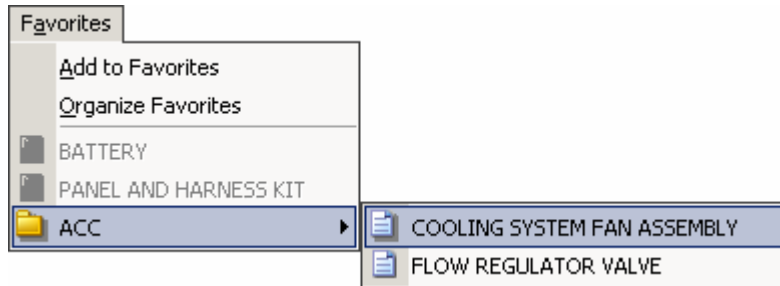 Favorites
Add to Favorites
Organize Favorites
BATTERY
PANEL AND HARNESS KIT
ACC
COOLING SYSTEM FAN ASSEMBLY
FLOW REGULATOR VALVE